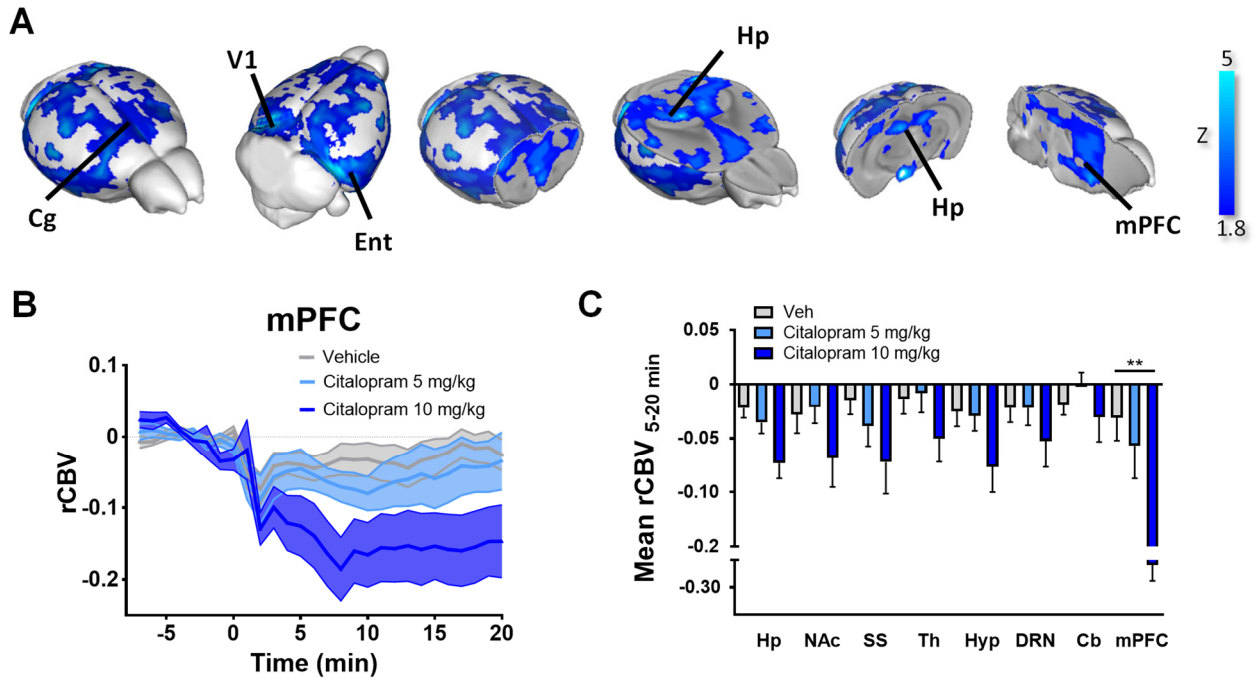 A
V1
Hp
5
Z
1.8
Cg
Ent
Hp
mPFC
B
mPFC
Vehicle
Citalopram 5 mg/kg
Citalopram 10 mg/kg
rCBV
0.1
0
-0.1
-0.2
-5 0 5 10 15 20
Time (min)
C
Veh
Citalopram 5 mg/kg
Citalopram 10 mg/kg
**
Mean rCBV 5-20 min
0.05
0
-0.05
-0.10
-0.2
-0.30
Hp NAc SS Th Hyp DRN Cb mPFC